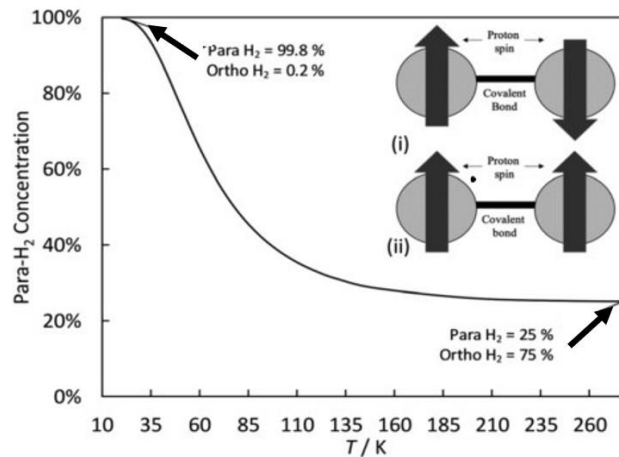 100%
80%
60%
40%
20%
0%
Para-H₂ Concentration
10 35 60 85 110 135 160 185 210 235 260
T / K
Para H₂ = 99.8 %
Ortho H₂ = 0.2 %
Proton
spin
Covalent
Bond
(i)
Proton
spin
Covalent
bond
(ii)
Para H₂ = 25 %
Ortho H₂ = 75 %